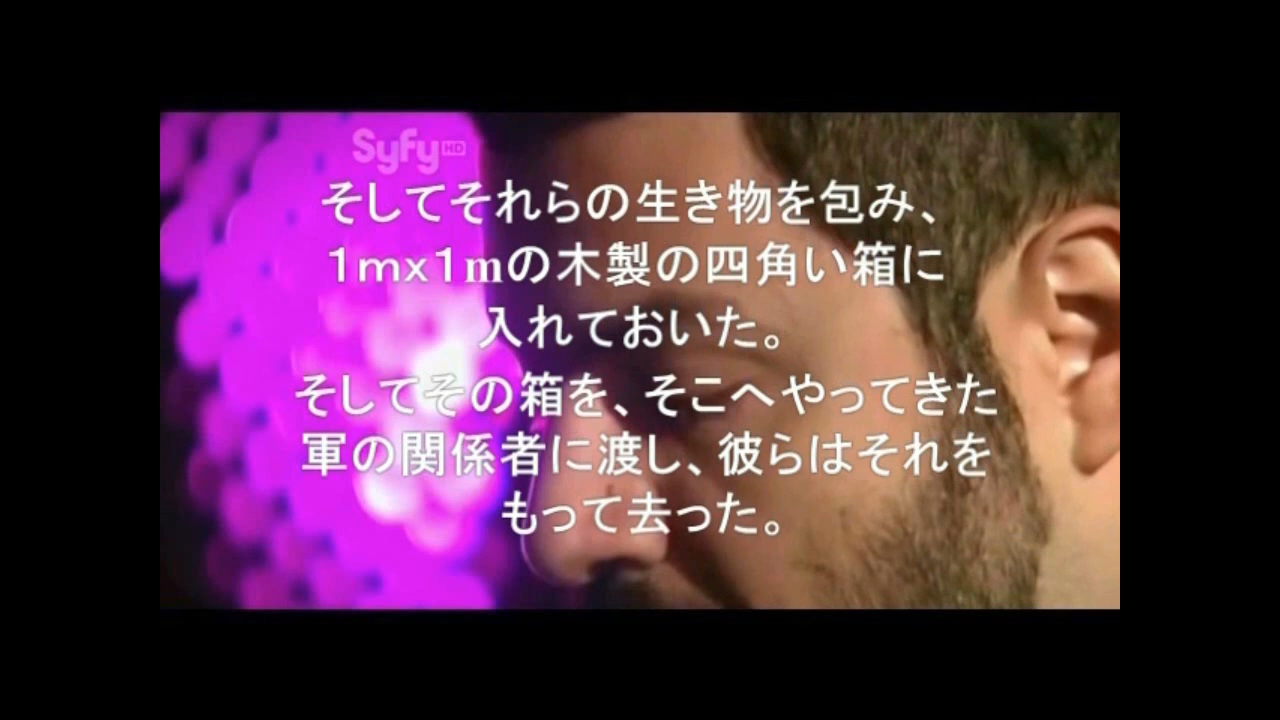 Syfy HD
そしてそれらの生き物を包み、
1mx1mの木製の四角い箱に
入れておいた。
そしてその箱を、そこへやってきた
軍の関係者に渡し、彼らはそれを
もって去った。